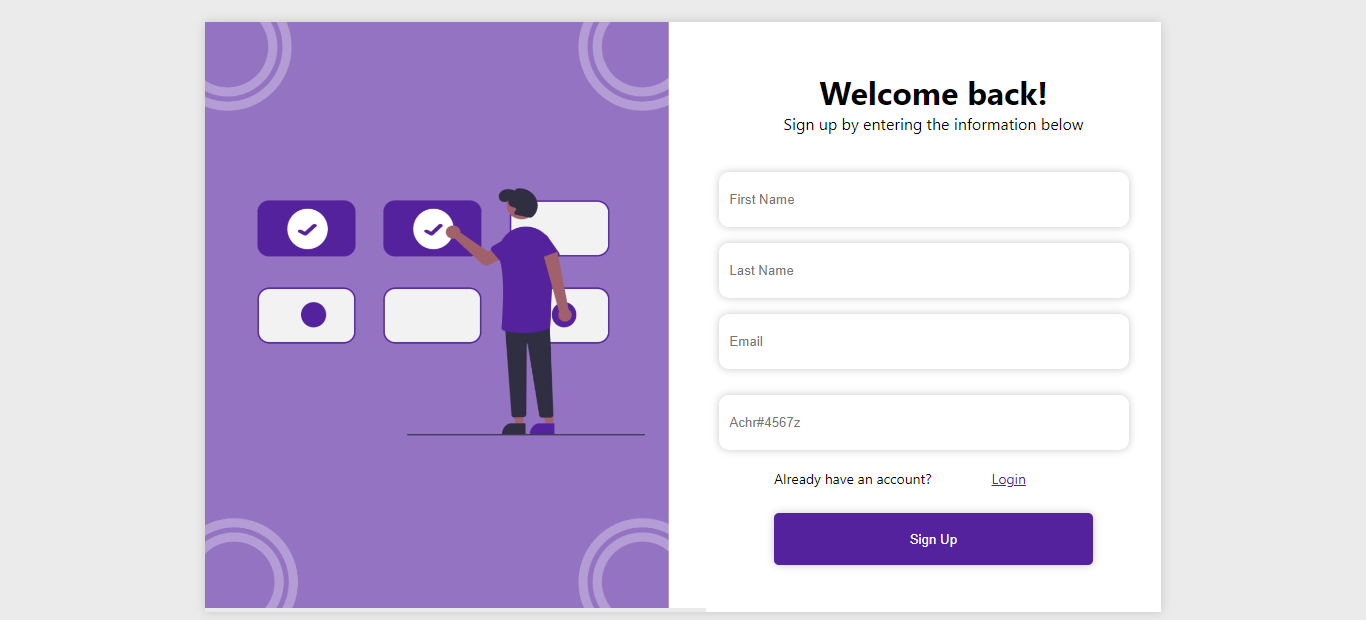 Welcome back!
Sign up by entering the information below
First Name
Last Name
Email
Achr#4567z
Already have an account? Login
Sign Up